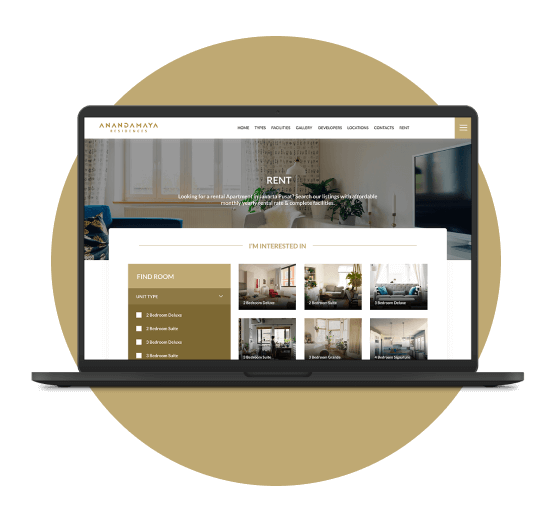 ANANDAMAYA
RESIDENCES
HOME TYPES FACILITIES GALLERY DEVELOPERS LOCATIONS CONTACTS RENT
RENT
Looking for a rental Apartment in Jakarta Pusat? Search our listings with affordable
monthly yearly rental rate & complete facilities.
I'M INTERESTED IN
FIND ROOM
UNIT TYPE
2 Bedroom Deluxe
2 Bedroom Suite
3 Bedroom Deluxe
3 Bedroom Suite
2 Bedroom Deluxe
2 Bedroom Suite
3 Bedroom Deluxe
3 Bedroom Suite
3 Bedroom Grande
4 Bedroom Signature